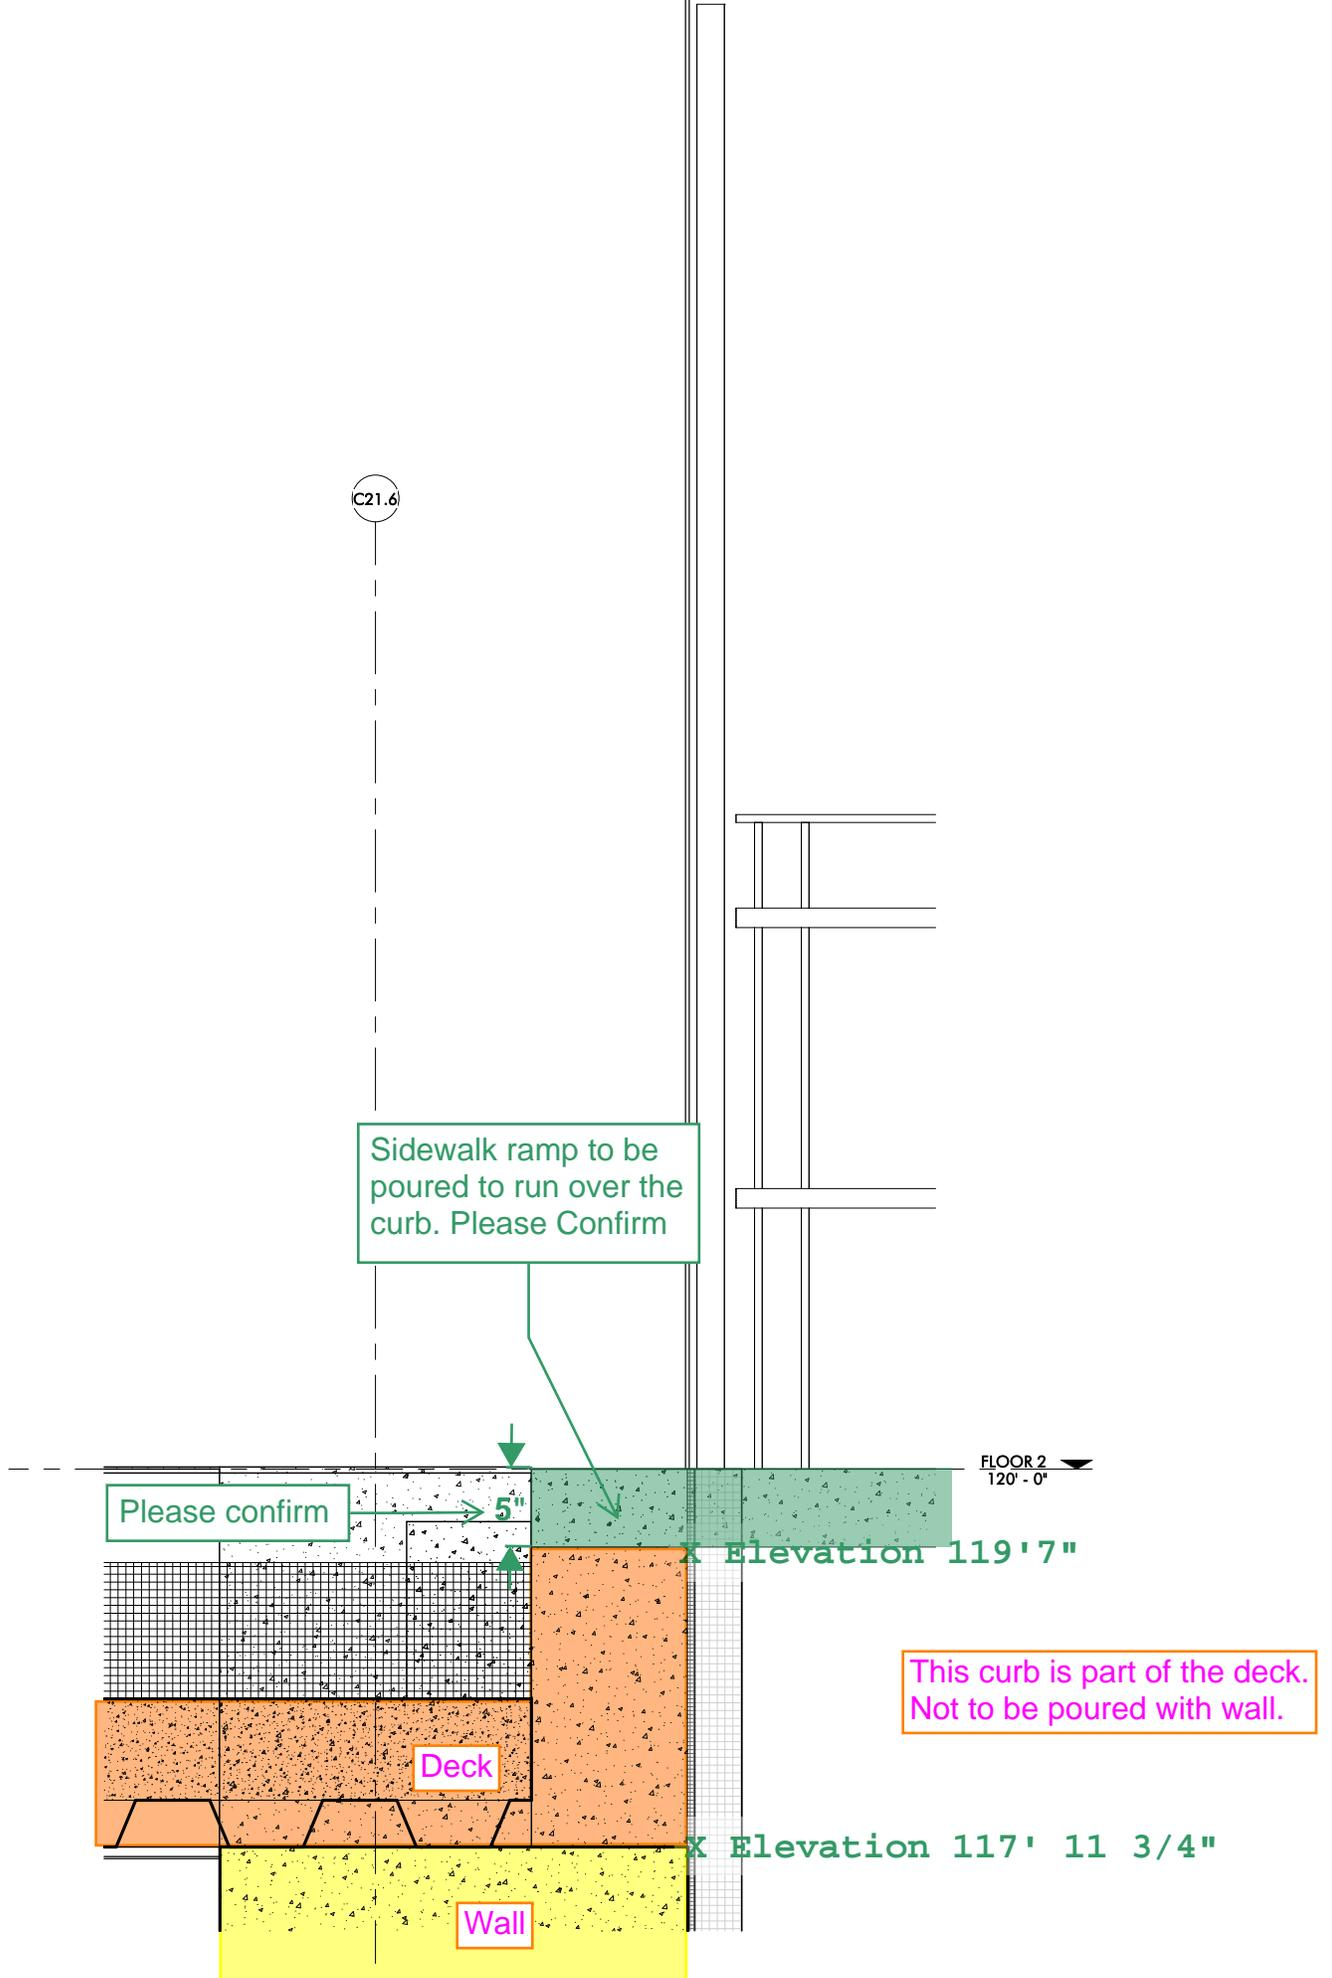 C21.6
Sidewalk ramp to be
poured to run over the
curb. Please Confirm
FLOOR 2
120' - 0"
Please confirm
5"
X Elevation 119'7"
This curb is part of the deck.
Not to be poured with wall.
Deck
X Elevation 117' 11 3/4"
Wall